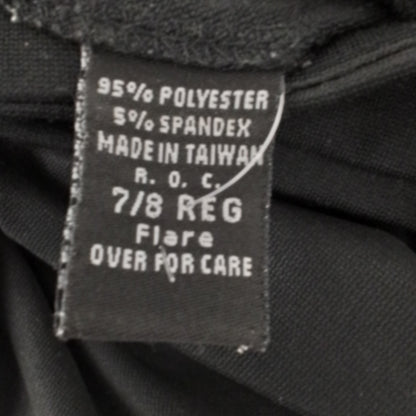 95% POLYESTER
5% SPANDEX
MADE IN TAIWAN
R. O. C.
7/8 REG
Flare
OVER FOR CARE